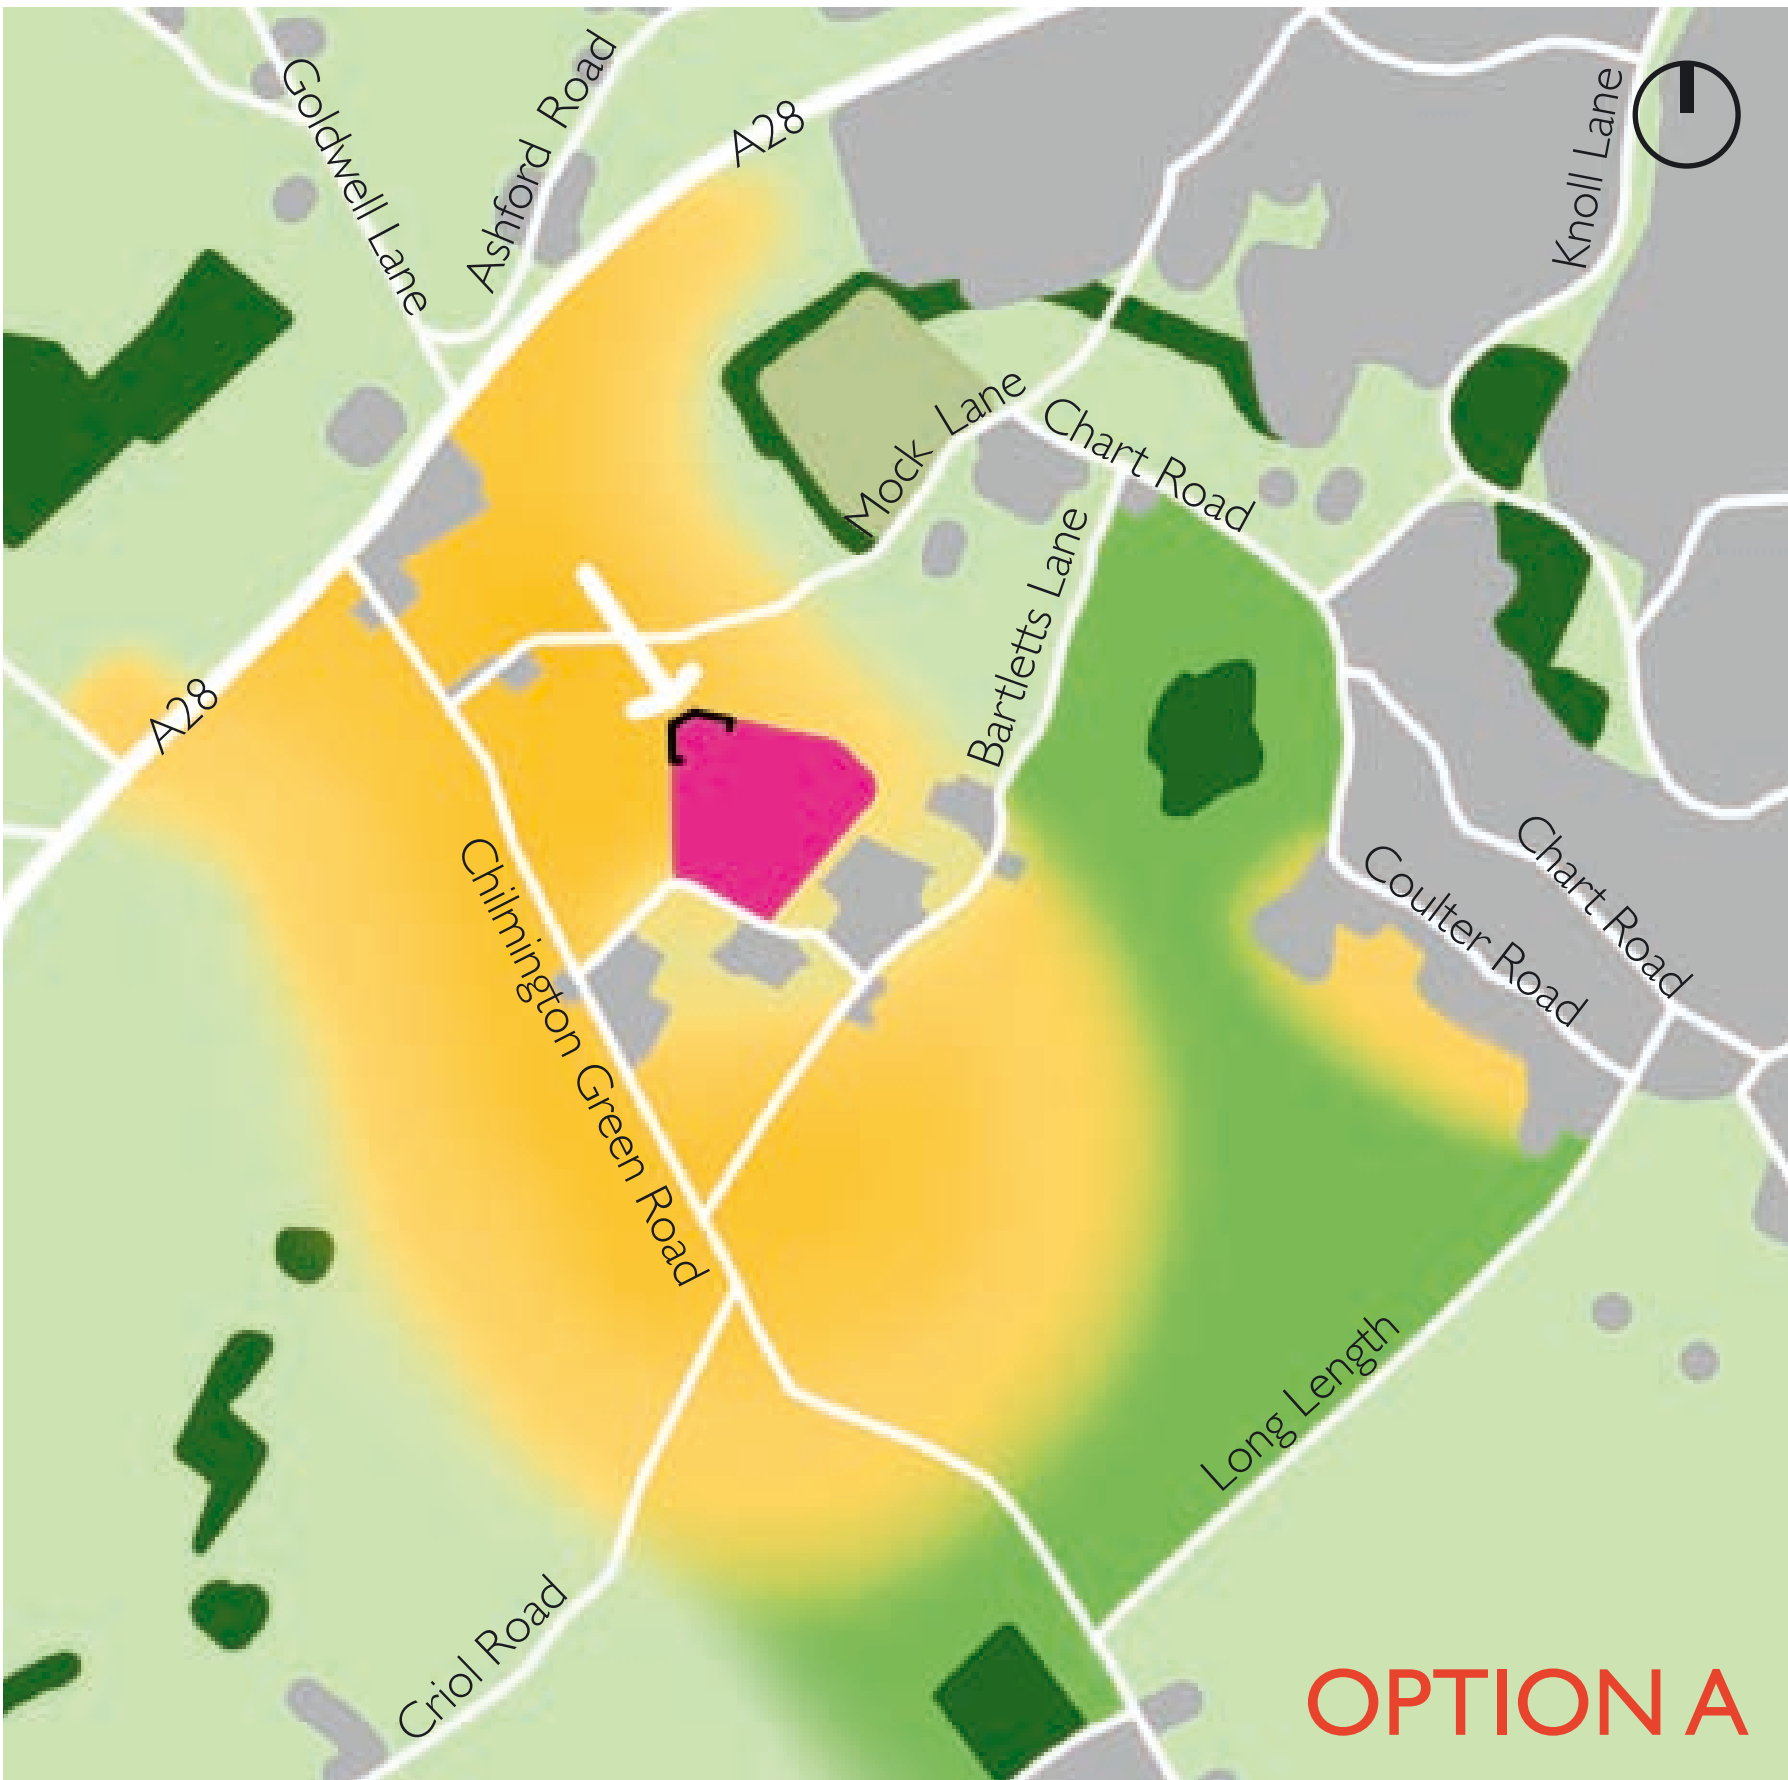 Goldwell Lane
Ashford Road
A28
Knoll Lane
Mock Lane
Chart Road
Bartletts Lane
A28
Chilmington Green Road
Chart Road
Coulter Road
Long Length
Criol Road
OPTION A